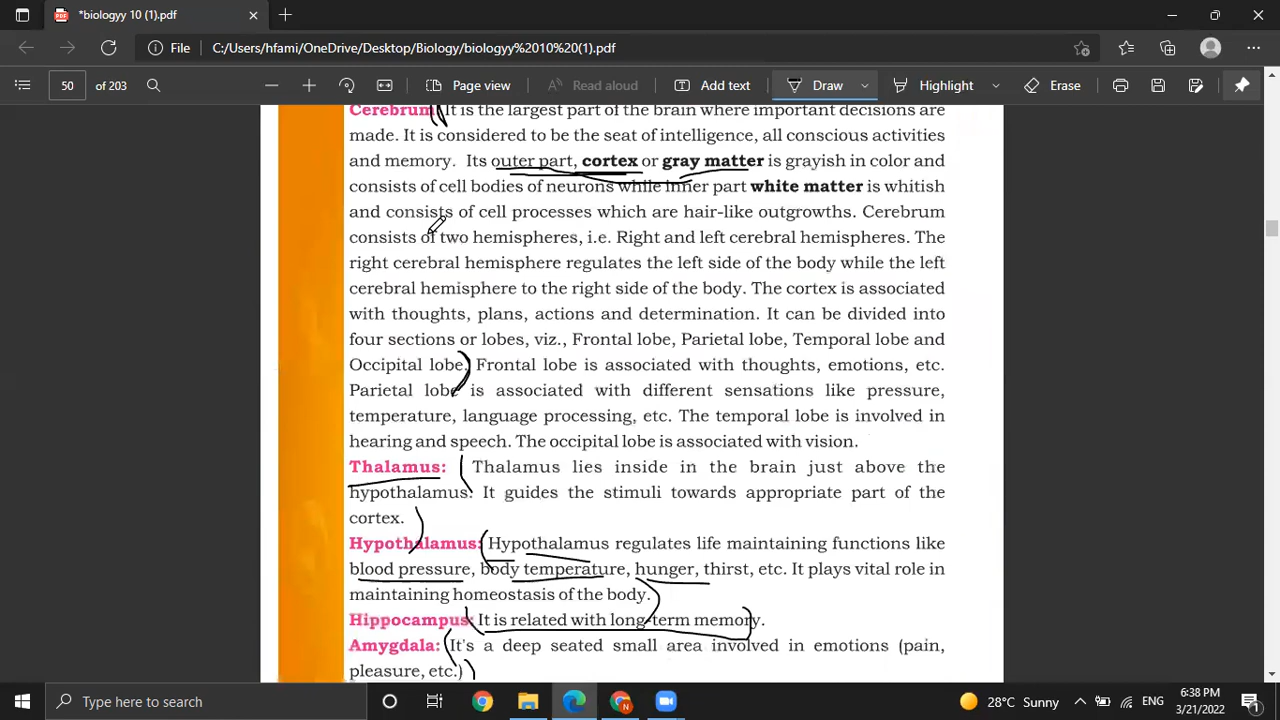 *biologyy 10 (1).pdf
File
C:/Users/hfami/OneDrive/Desktop/Biology/biologyy%2010%20(1).pdf
50 of 203
Page view
Read aloud
Add text
Draw
Highlight
Erase
Cerebrum It is the largest part of the brain where important decisions are
made. It is considered to be the seat of intelligence, all conscious activities
and memory. Its outer part, cortex or gray matter is grayish in color and
consists of cell bodies of neurons while inner part white matter is whitish
and consists of cell processes which are hair-like outgrowths. Cerebrum
consists of two hemispheres, i.e. Right and left cerebral hemispheres. The
right cerebral hemisphere regulates the left side of the body while the left
cerebral hemisphere to the right side of the body. The cortex is associated
with thoughts, plans, actions and determination. It can be divided into
four sections or lobes, viz., Frontal lobe, Parietal lobe, Temporal lobe and
Occipital lobe. Frontal lobe is associated with thoughts, emotions, etc.
Parietal lobe is associated with different sensations like pressure,
temperature, language processing, etc. The temporal lobe is involved in
hearing and speech. The occipital lobe is associated with vision.
Thalamus: Thalamus lies inside in the brain just above the
hypothalamus. It guides the stimuli towards appropriate part of the
cortex.
Hypothalamus: Hypothalamus regulates life maintaining functions like
blood pressure, body temperature, hunger, thirst, etc. It plays vital role in
maintaining homeostasis of the body.
Hippocampus: It is related with long-term memory.
Amygdala: It's a deep seated small area involved in emotions (pain,
pleasure, etc.)
Type here to search
28°C Sunny
ENG
6:38 PM
3/21/2022